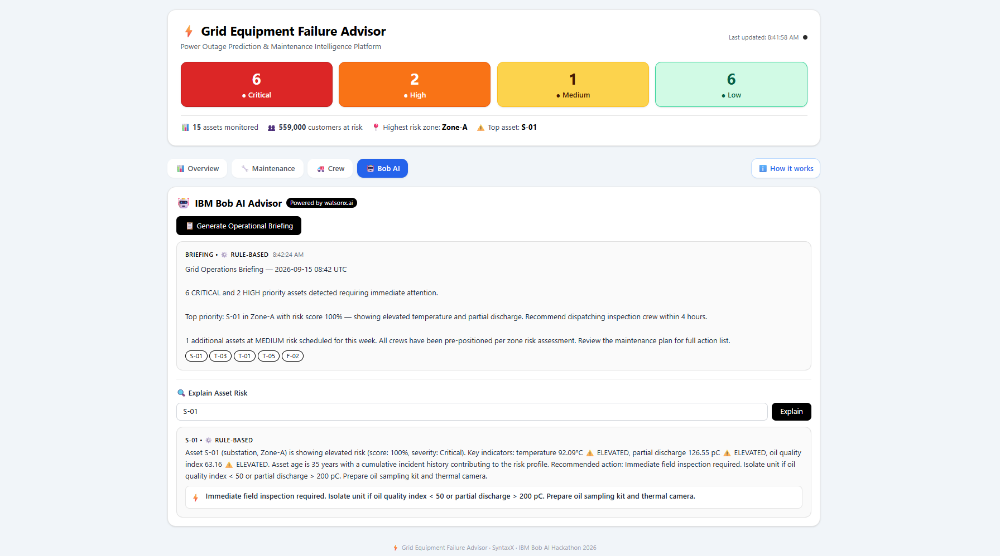 Grid Equipment Failure Advisor
Power Outage Prediction & Maintenance Intelligence Platform
Last updated: 8:41:58 AM
6
● Critical
2
● High
1
● Medium
6
● Low
15 assets monitored
559,000 customers at risk
Highest risk zone: Zone-A
Top asset: S-01
Overview
Maintenance
Crew
Bob AI
How it works
IBM Bob AI Advisor
Powered by watsonx.ai
Generate Operational Briefing
BRIEFING • RULE-BASED 8:42:24 AM
Grid Operations Briefing — 2026-09-15 08:42 UTC
6 CRITICAL and 2 HIGH priority assets detected requiring immediate attention.
Top priority: S-01 in Zone-A with risk score 100% — showing elevated temperature and partial discharge. Recommend dispatching inspection crew within 4 hours.
1 additional assets at MEDIUM risk scheduled for this week. All crews have been pre-positioned per zone risk assessment. Review the maintenance plan for full action list.
S-01 T-03 T-01 T-05 F-02
Explain Asset Risk
S-01
Explain
S-01 • RULE-BASED
Asset S-01 (substation, Zone-A) is showing elevated risk (score: 100%, severity: Critical). Key indicators: temperature 92.09°C ⚠ ELEVATED, partial discharge 126.55 pC ⚠ ELEVATED, oil quality
index 63.16 ⚠ ELEVATED. Asset age is 35 years with a cumulative incident history contributing to the risk profile. Recommended action: Immediate field inspection required. Isolate unit if oil
quality index < 50 or partial discharge > 200 pC. Prepare oil sampling kit and thermal camera.
Immediate field inspection required. Isolate unit if oil quality index < 50 or partial discharge > 200 pC. Prepare oil sampling kit and thermal camera.
Grid Equipment Failure Advisor · SyntaxX · IBM Bob AI Hackathon 2026